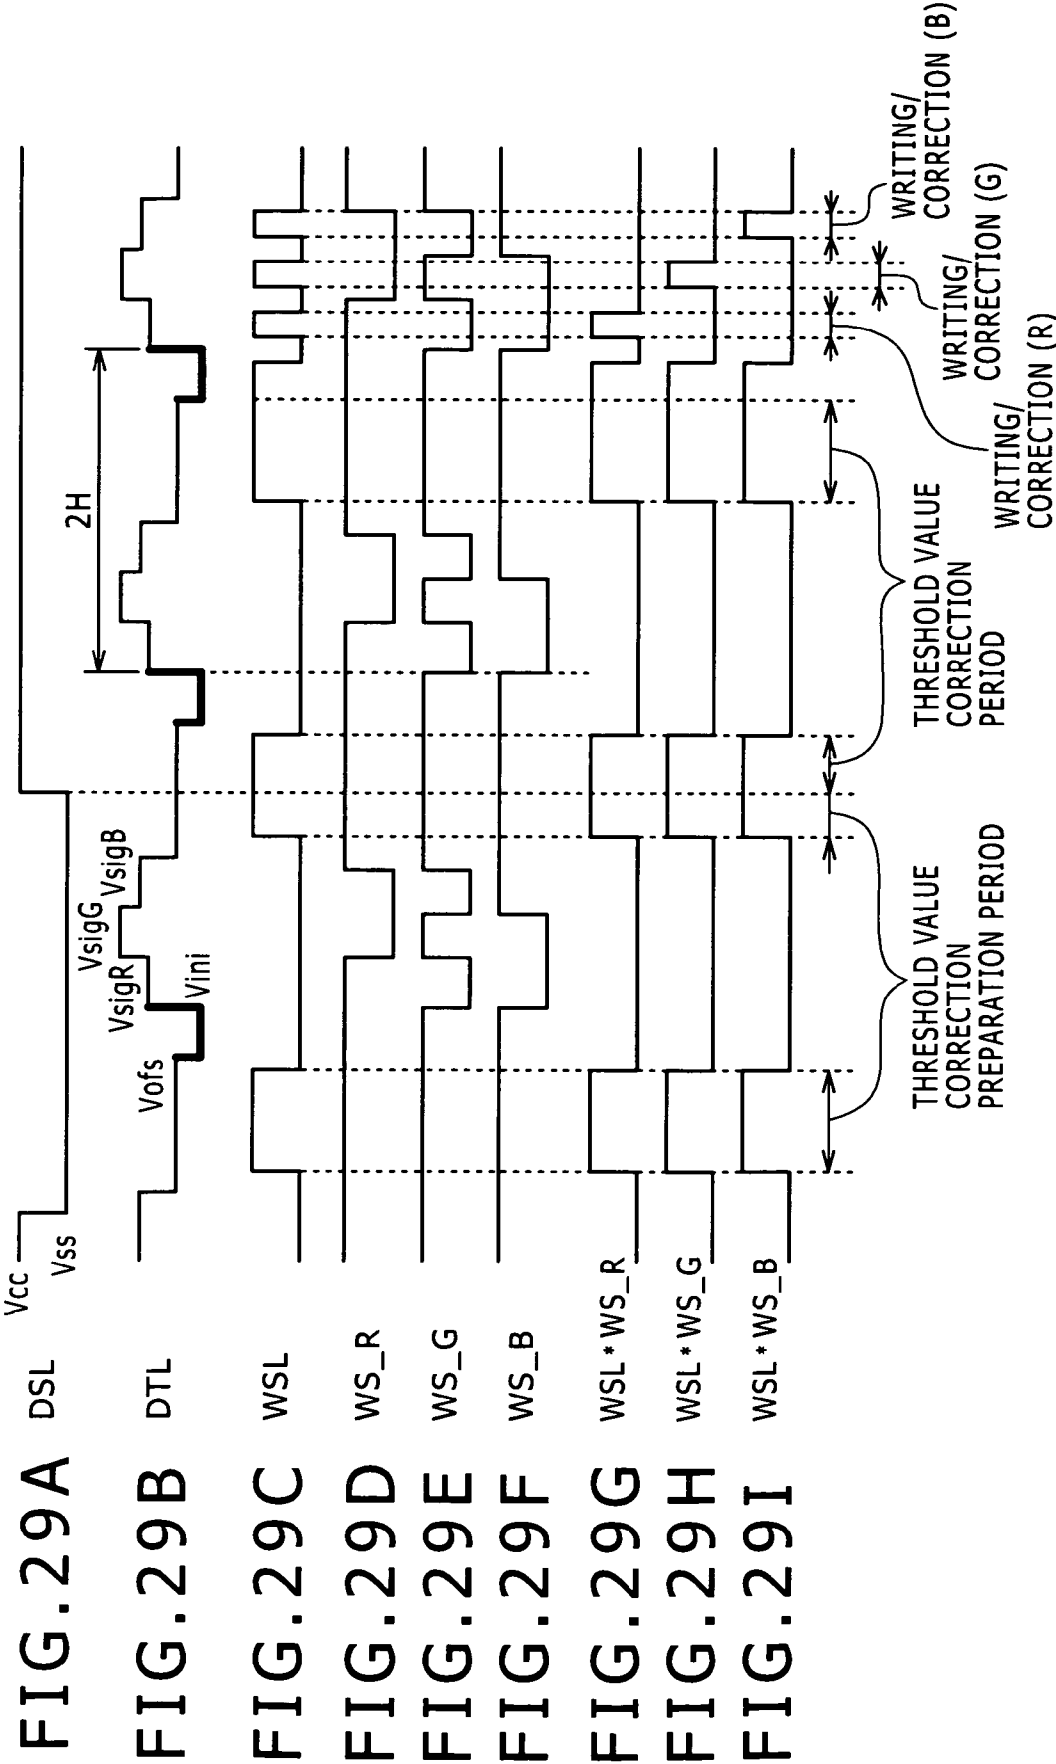 FIG.29A DSL
Vcc
Vss
FIG.29B DTL
Vofs
VsigR
VsigG
VsigB
Vini
2H
FIG.29C WSL
FIG.29D WS_R
FIG.29E WS_G
FIG.29F WS_B
FIG.29G WSL*WS_R
FIG.29H WSL*WS_G
FIG.29I WSL*WS_B
THRESHOLD VALUE
CORRECTION
PREPARATION PERIOD
THRESHOLD VALUE
CORRECTION
PERIOD
WRITING/
CORRECTION (R)
WRITING/
CORRECTION (G)
WRITING/
CORRECTION (B)